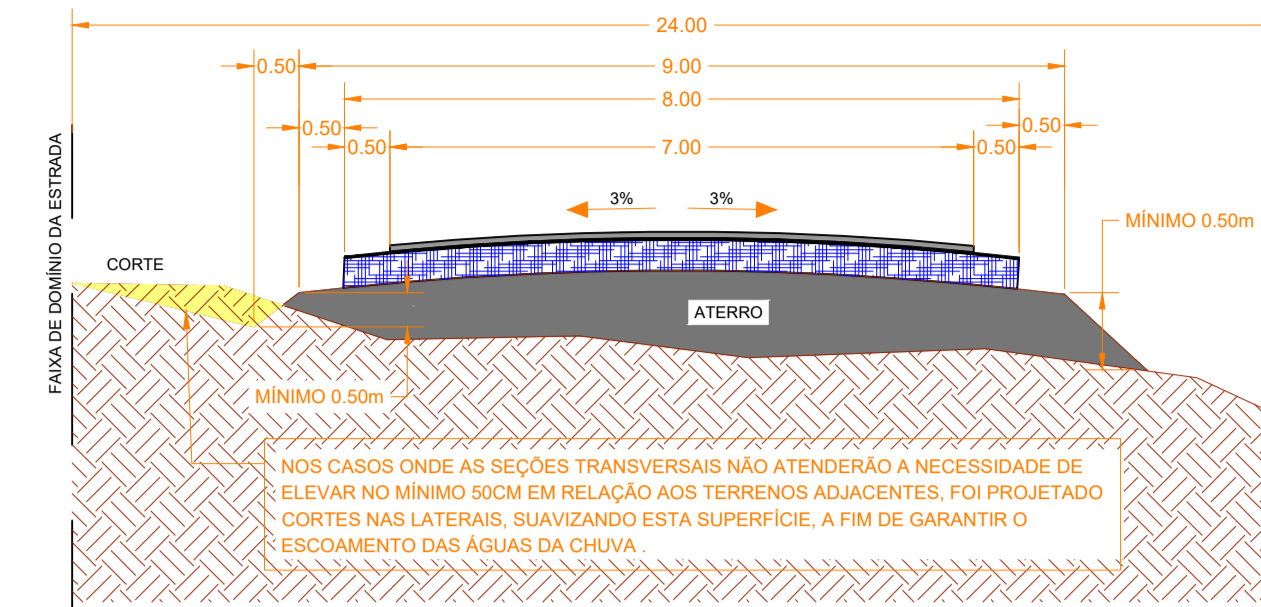 24.00
0.50
9.00
8.00
0.50
0.50
0.50
7.00
0.50
3%
3%
MÍNIMO 0.50m
FAIXA DE DOMÍNIO DA ESTRADA
CORTE
ATERRO
MÍNIMO 0.50m
NOS CASOS ONDE AS SEÇÕES TRANSVERSAIS NÃO ATENDERÃO A NECESSIDADE DE
ELEVAR NO MÍNIMO 50CM EM RELAÇÃO AOS TERRENOS ADJACENTES, FOI PROJETADO
CORTES NAS LATERAIS, SUAVIZANDO ESTA SUPERFÍCIE, A FIM DE GARANTIR O
ESCOAMENTO DAS ÁGUAS DA CHUVA .